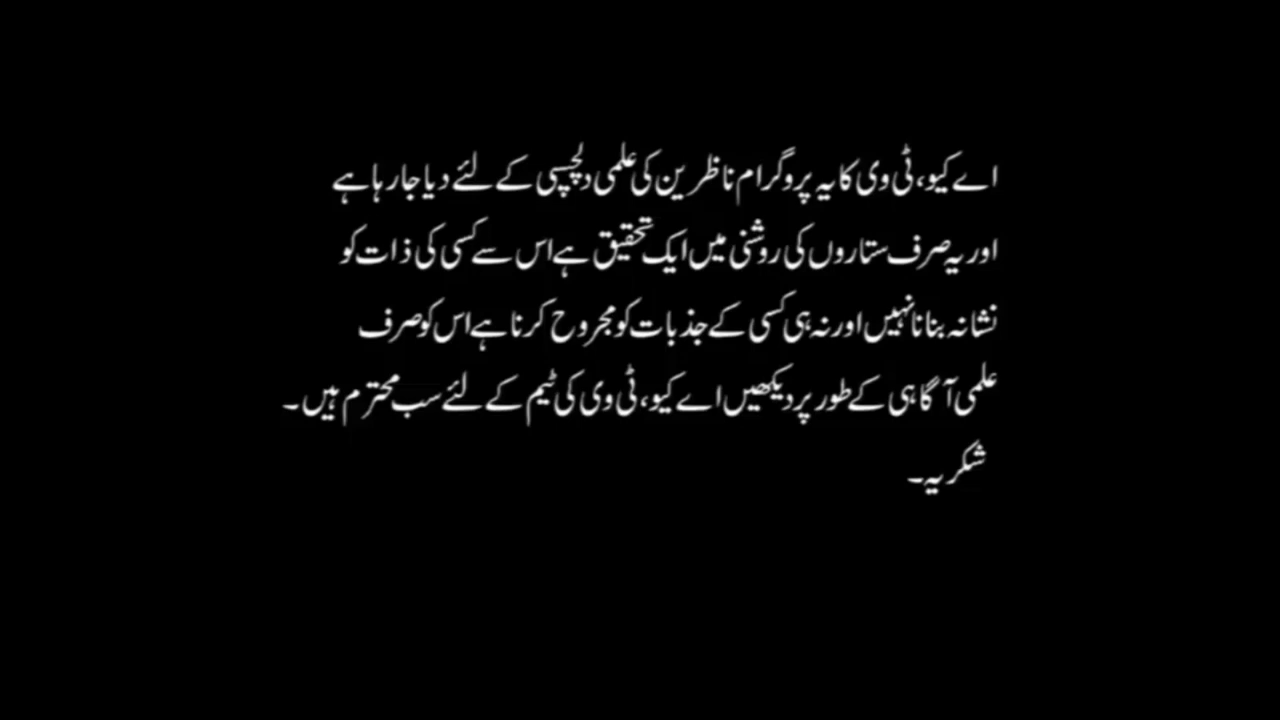 اے کیو، ٹی وی کا یہ پروگرام ناظرین کی علمی دلچسپی کے لئے دیا جا رہا ہے
اور یہ صرف ستاروں کی روشنی میں ایک تحقیق ہے اس سے کسی کی ذات کو
نشانہ بنانا نہیں اور نہ ہی کسی کے جذبات کو مجروح کرنا ہے اس کو صرف
علمی آگاہی کے طور پر دیکھیں اے کیو، ٹی وی کی ٹیم کے لئے سب محترم ہیں۔
شکریہ۔